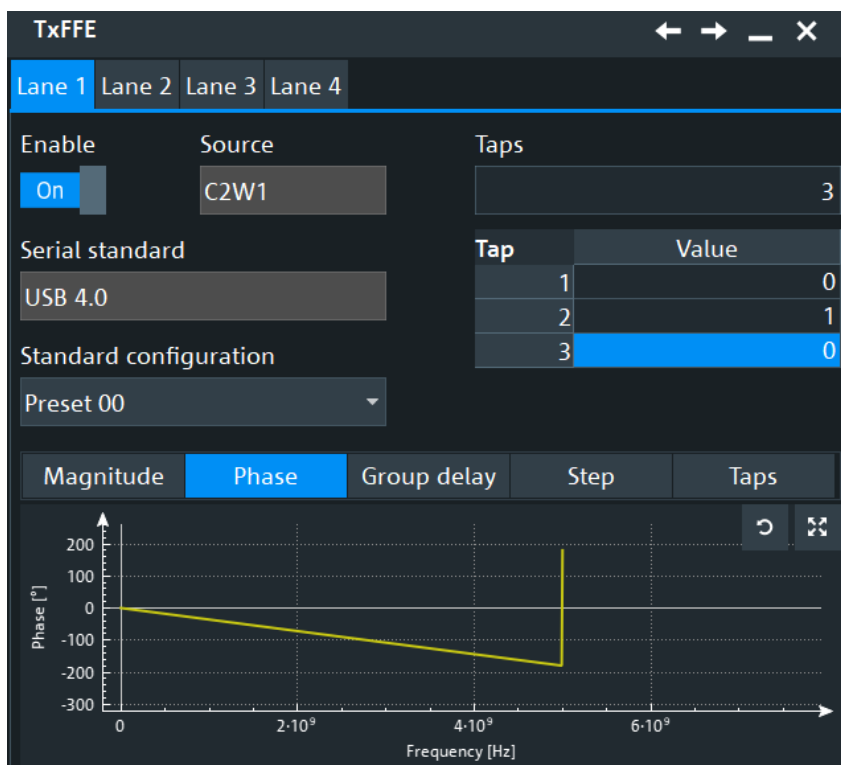 TxFFE
Lane 1 Lane 2 Lane 3 Lane 4
Enable Source Taps
On C2W1 3
Serial standard
USB 4.0
Tap Value
1 0
2 1
3 0
Standard configuration
Preset 00
Magnitude Phase Group delay Step Taps
200
100
0
-100
-200
-300
Phase [°]
0 2·10⁹ 4·10⁹ 6·10⁹
Frequency [Hz]